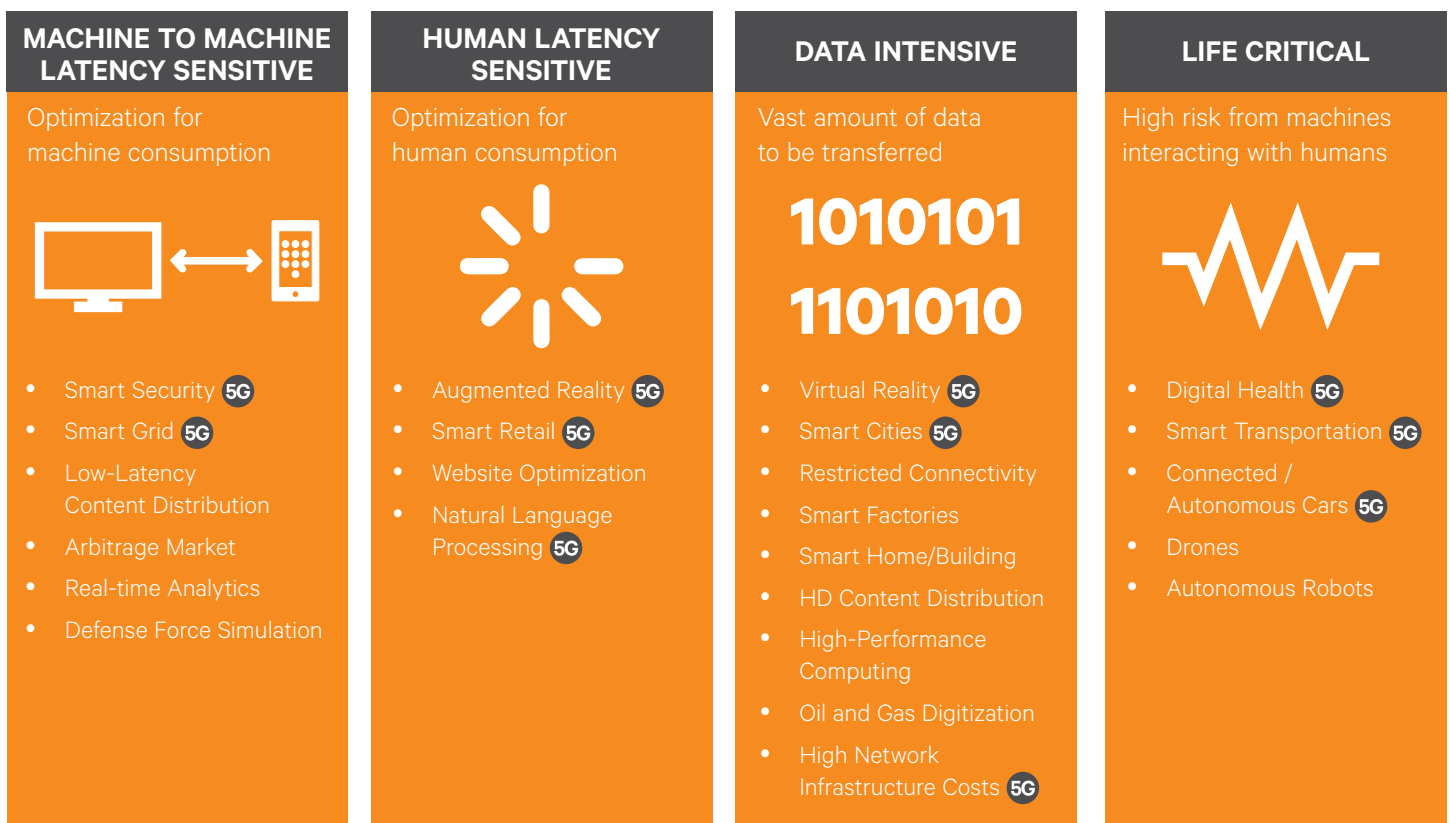 MACHINE TO MACHINE
LATENCY SENSITIVE
Optimization for
machine consumption
• Smart Security 5G
• Smart Grid 5G
• Low-Latency
Content Distribution
• Arbitrage Market
• Real-time Analytics
• Defense Force Simulation
HUMAN LATENCY
SENSITIVE
Optimization for
human consumption
• Augmented Reality 5G
• Smart Retail 5G
• Website Optimization
• Natural Language
Processing 5G
DATA INTENSIVE
Vast amount of data
to be transferred
1010101
1101010
• Virtual Reality 5G
• Smart Cities 5G
• Restricted Connectivity
• Smart Factories
• Smart Home/Building
• HD Content Distribution
• High-Performance
Computing
• Oil and Gas Digitization
• High Network
Infrastructure Costs 5G
LIFE CRITICAL
High risk from machines
interacting with humans
• Digital Health 5G
• Smart Transportation 5G
• Connected /
Autonomous Cars 5G
• Drones
• Autonomous Robots